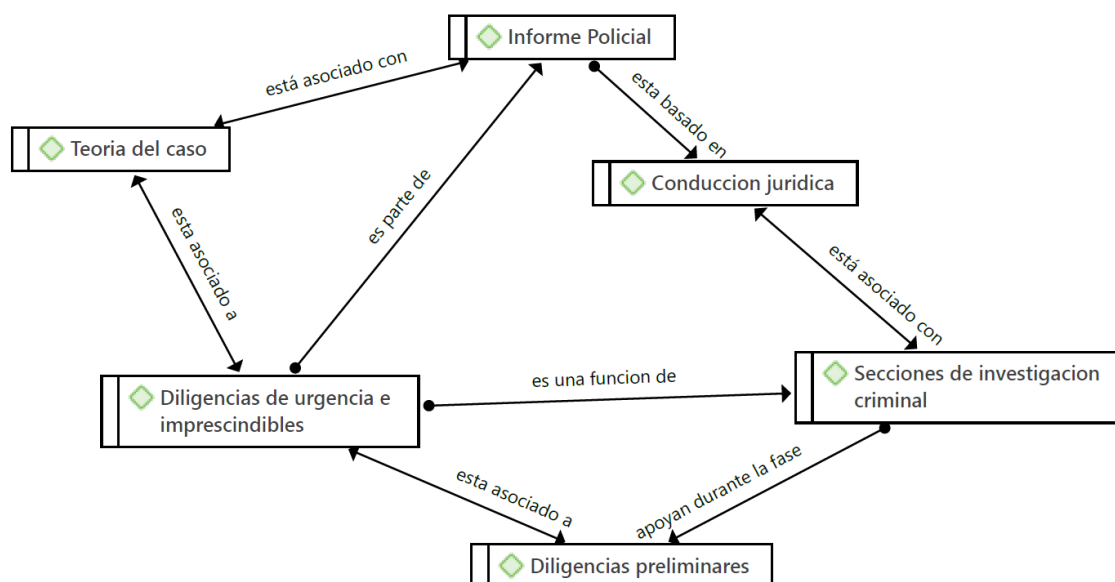 Informe Policial
está asociado con
esta basado en
Teoria del caso
Conduccion juridica
es parte de
esta asociado a
está asociado con
Secciones de investigacion
criminal
es una funcion de
Diligencias de urgencia e
imprescindibles
esta asociado a
apoyan durante la fase
Diligencias preliminares